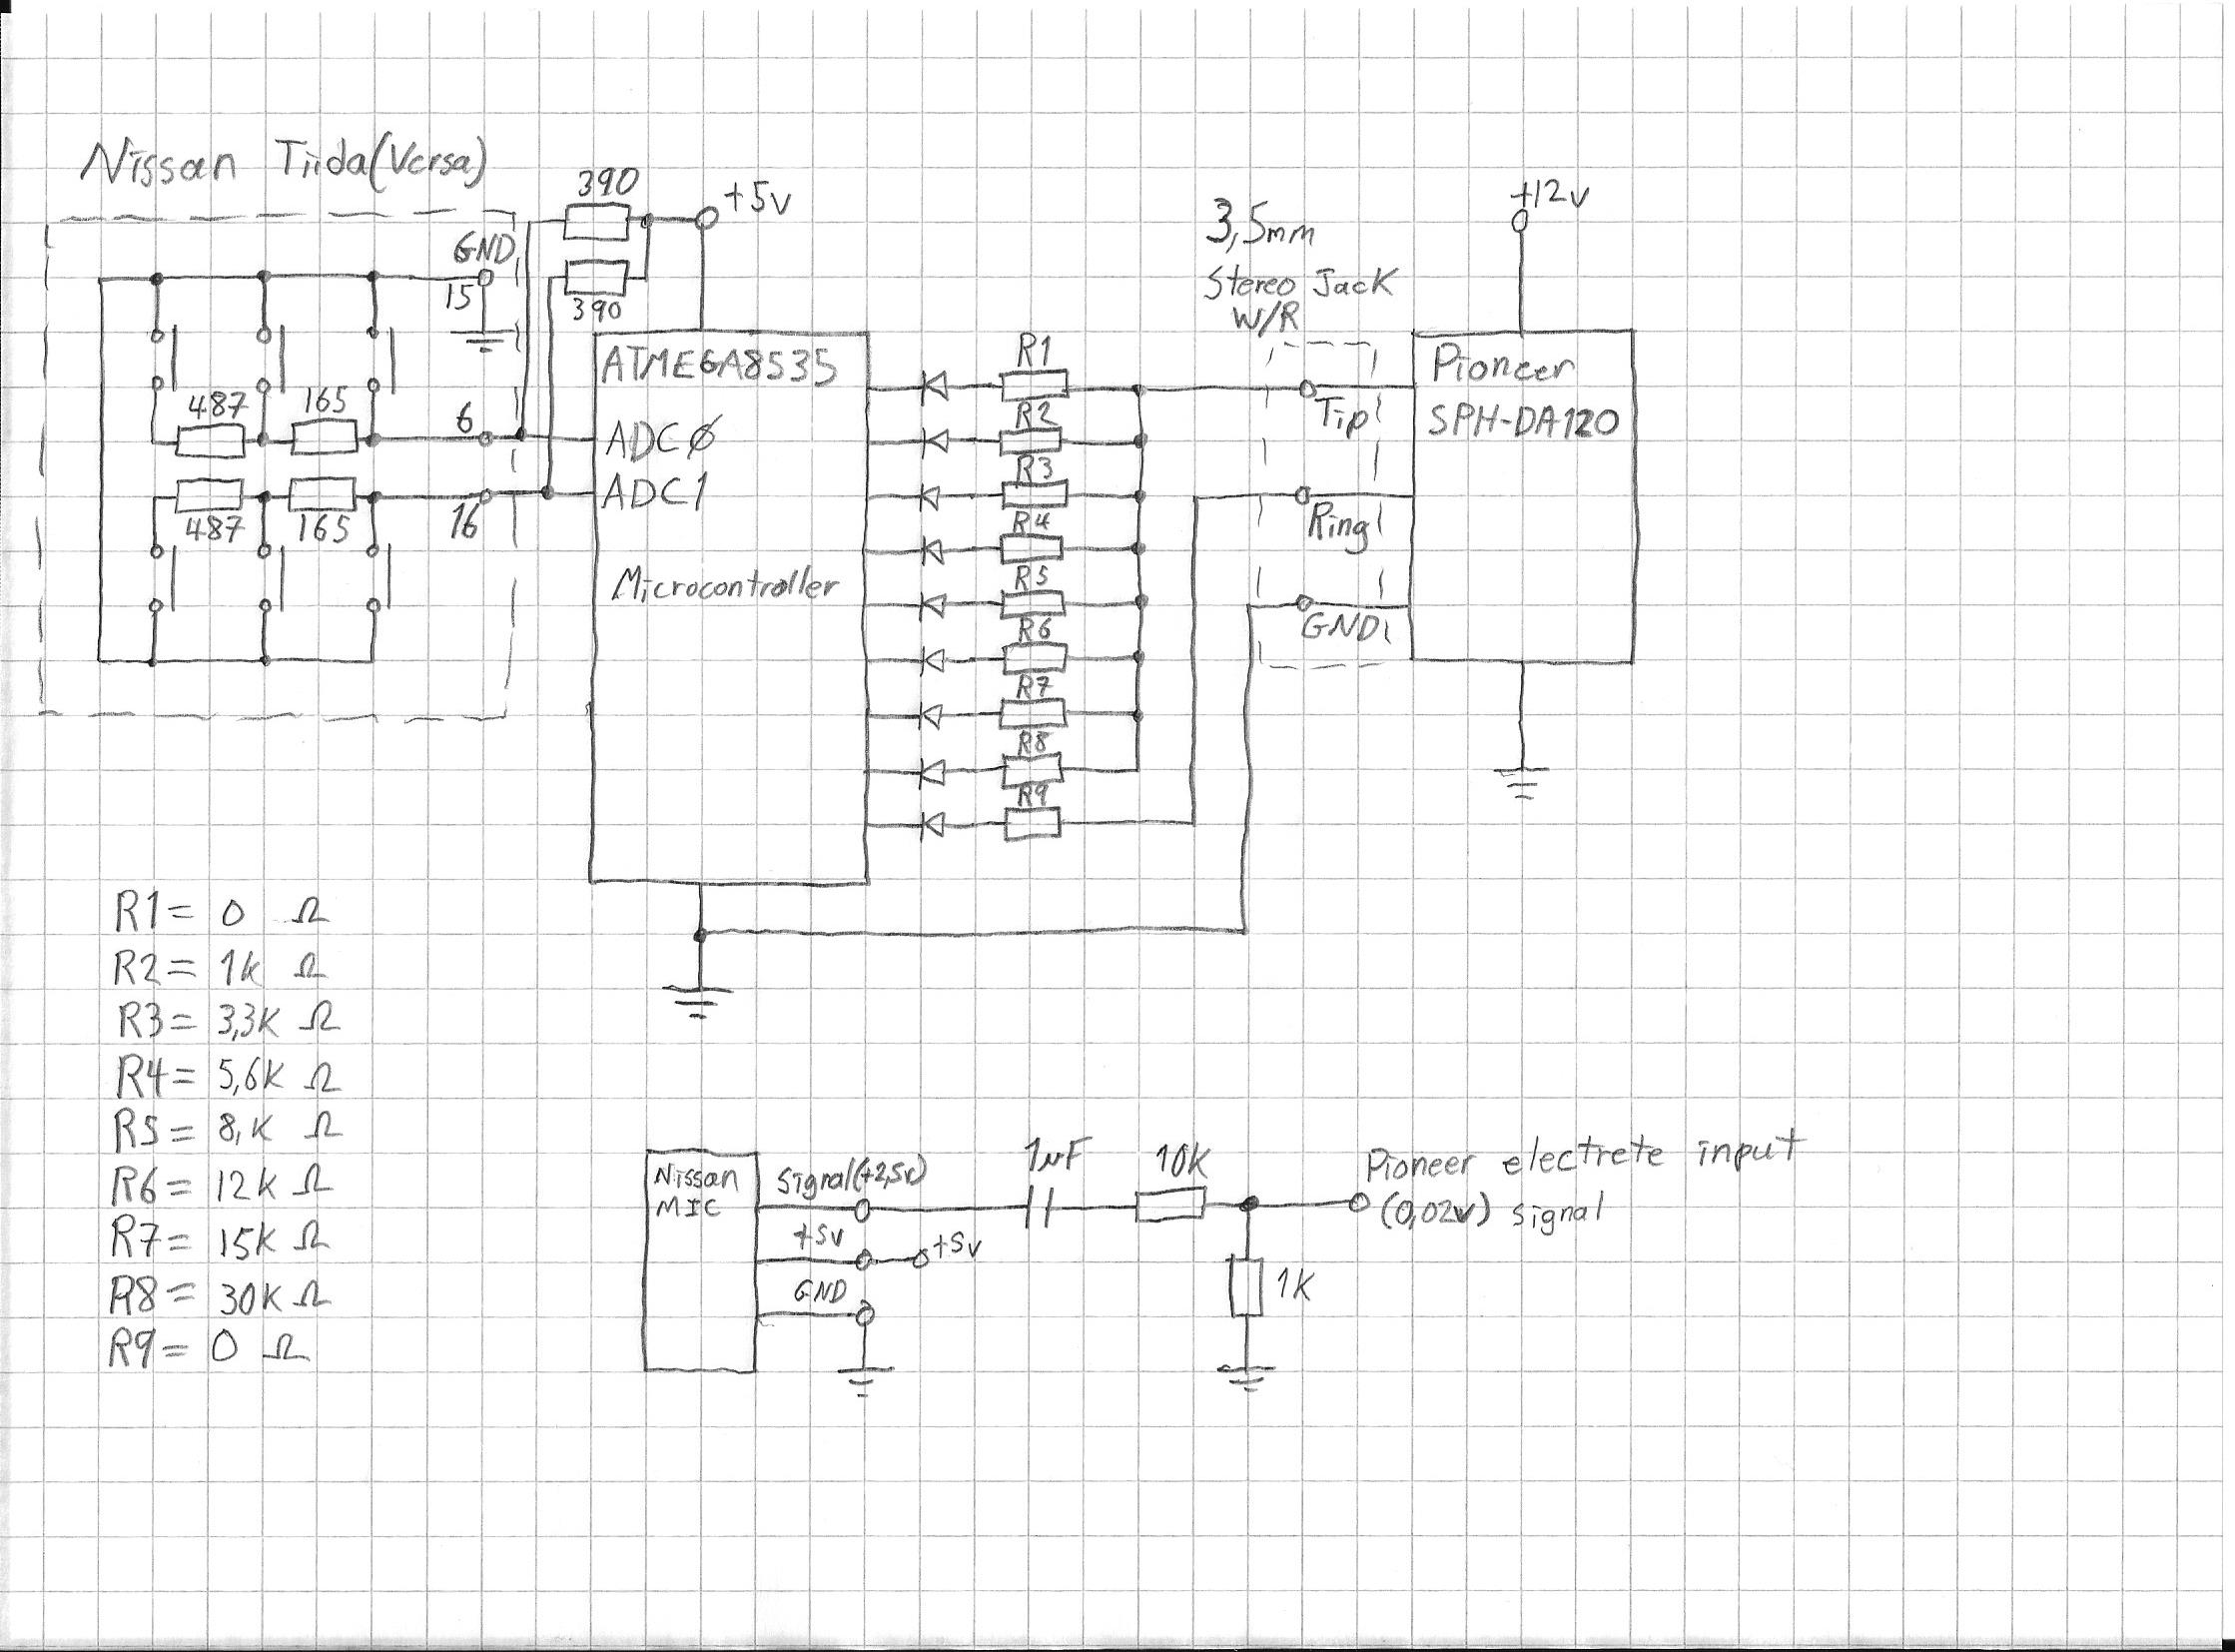 Nissan Tiida(Versa)
390
+5v
GND
15
390
487
165
6
487
165
16
ATMEGA8535
ADCØ
ADC1
Microcontroller
R1
R2
R3
R4
R5
R6
R7
R8
R9
3,5mm
Stereo Jack
W/R
Tip
Ring
GND
+12v
Pioneer
SPH-DA120
R1= 0 Ω
R2= 1k Ω
R3= 3,3K Ω
R4= 5,6K Ω
R5= 8,K Ω
R6= 12K Ω
R7= 15K Ω
R8= 30K Ω
R9= 0 Ω
Nissan
MIC
Signal(+2,5v)
+5v
+5v
GND
1uF
10K
1K
Pioneer electrete input
(0,02v) signal